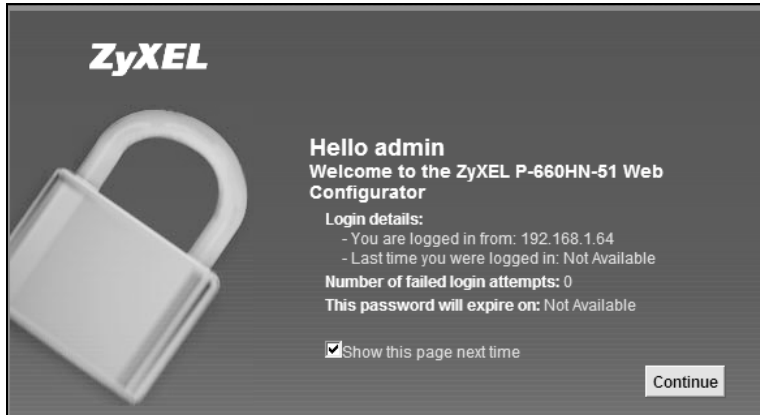 ZyXEL
Hello admin
Welcome to the ZyXEL P-660HN-51 Web
Configurator
Login details:
- You are logged in from: 192.168.1.64
- Last time you were logged in: Not Available
Number of failed login attempts: 0
This password will expire on: Not Available
Show this page next time
Continue